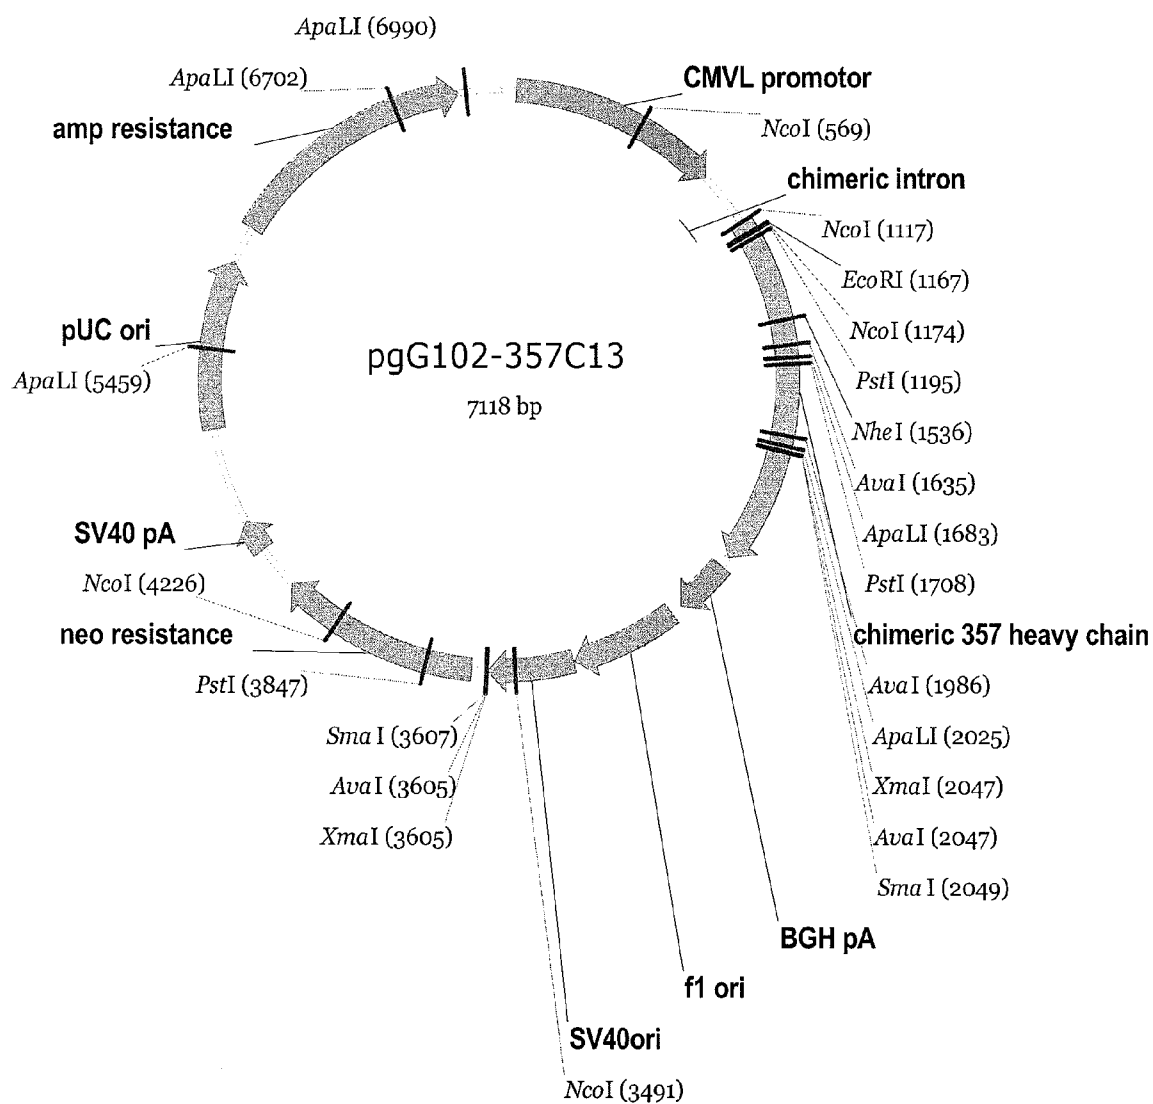 ApaLI (6990)
ApaLI (6702)
CMVL promotor
amp resistance
NcoI (569)
chimeric intron
NcoI (1117)
EcoRI (1167)
pUC ori
NcoI (1174)
pgG102-357C13
ApaLI (5459)
PstI (1195)
7118 bp
NheI (1536)
AvaI (1635)
SV40 pA
ApaLI (1683)
NcoI (4226)
PstI (1708)
neo resistance
chimeric 357 heavy chain
PstI (3847)
AvaI (1986)
SmaI (3607)
ApaLI (2025)
AvaI (3605)
XmaI (2047)
XmaI (3605)
AvaI (2047)
SmaI (2049)
BGH pA
f1 ori
SV40ori
NcoI (3491)